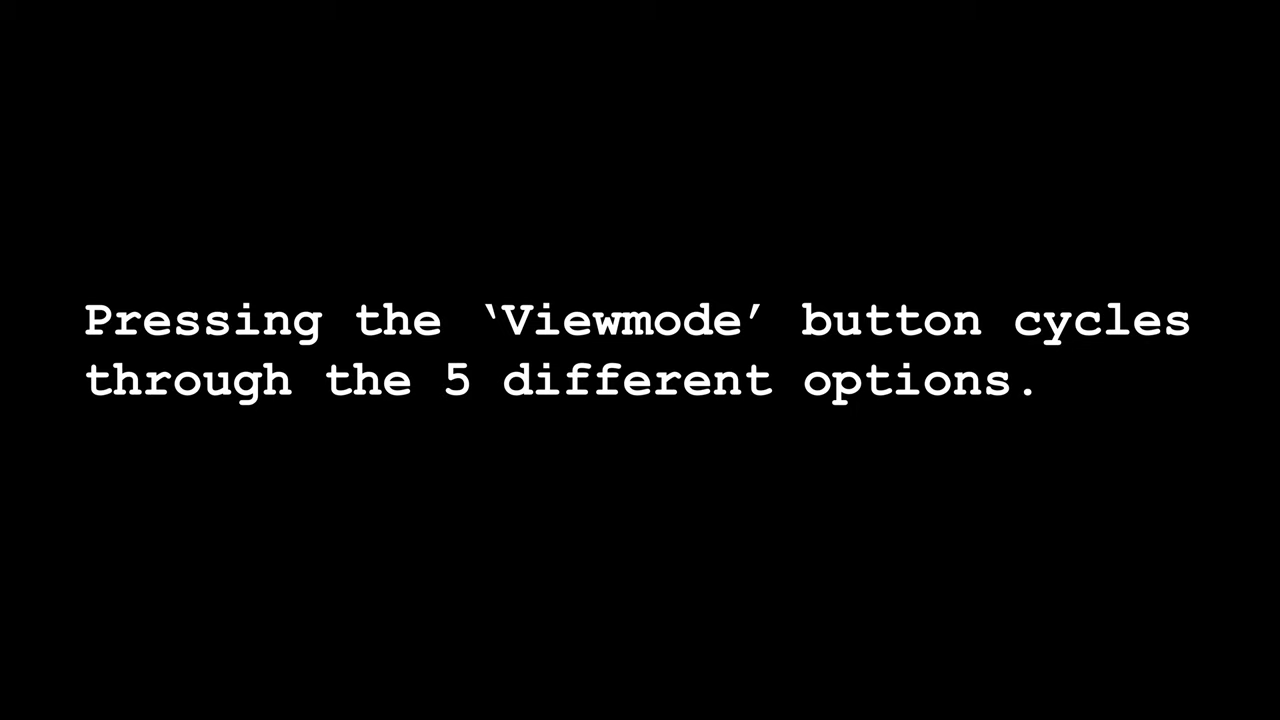 Pressing the ‘Viewmode’ button cycles
through the 5 different options.